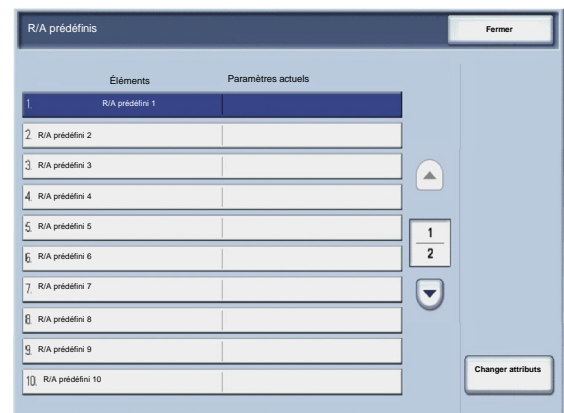 R/A prédéfinis
Fermer
Éléments
Paramètres actuels
1. R/A prédéfini 1
2. R/A prédéfini 2
3. R/A prédéfini 3
4. R/A prédéfini 4
5. R/A prédéfini 5
6. R/A prédéfini 6
7. R/A prédéfini 7
8. R/A prédéfini 8
9. R/A prédéfini 9
10. R/A prédéfini 10
1
2
Changer attributs